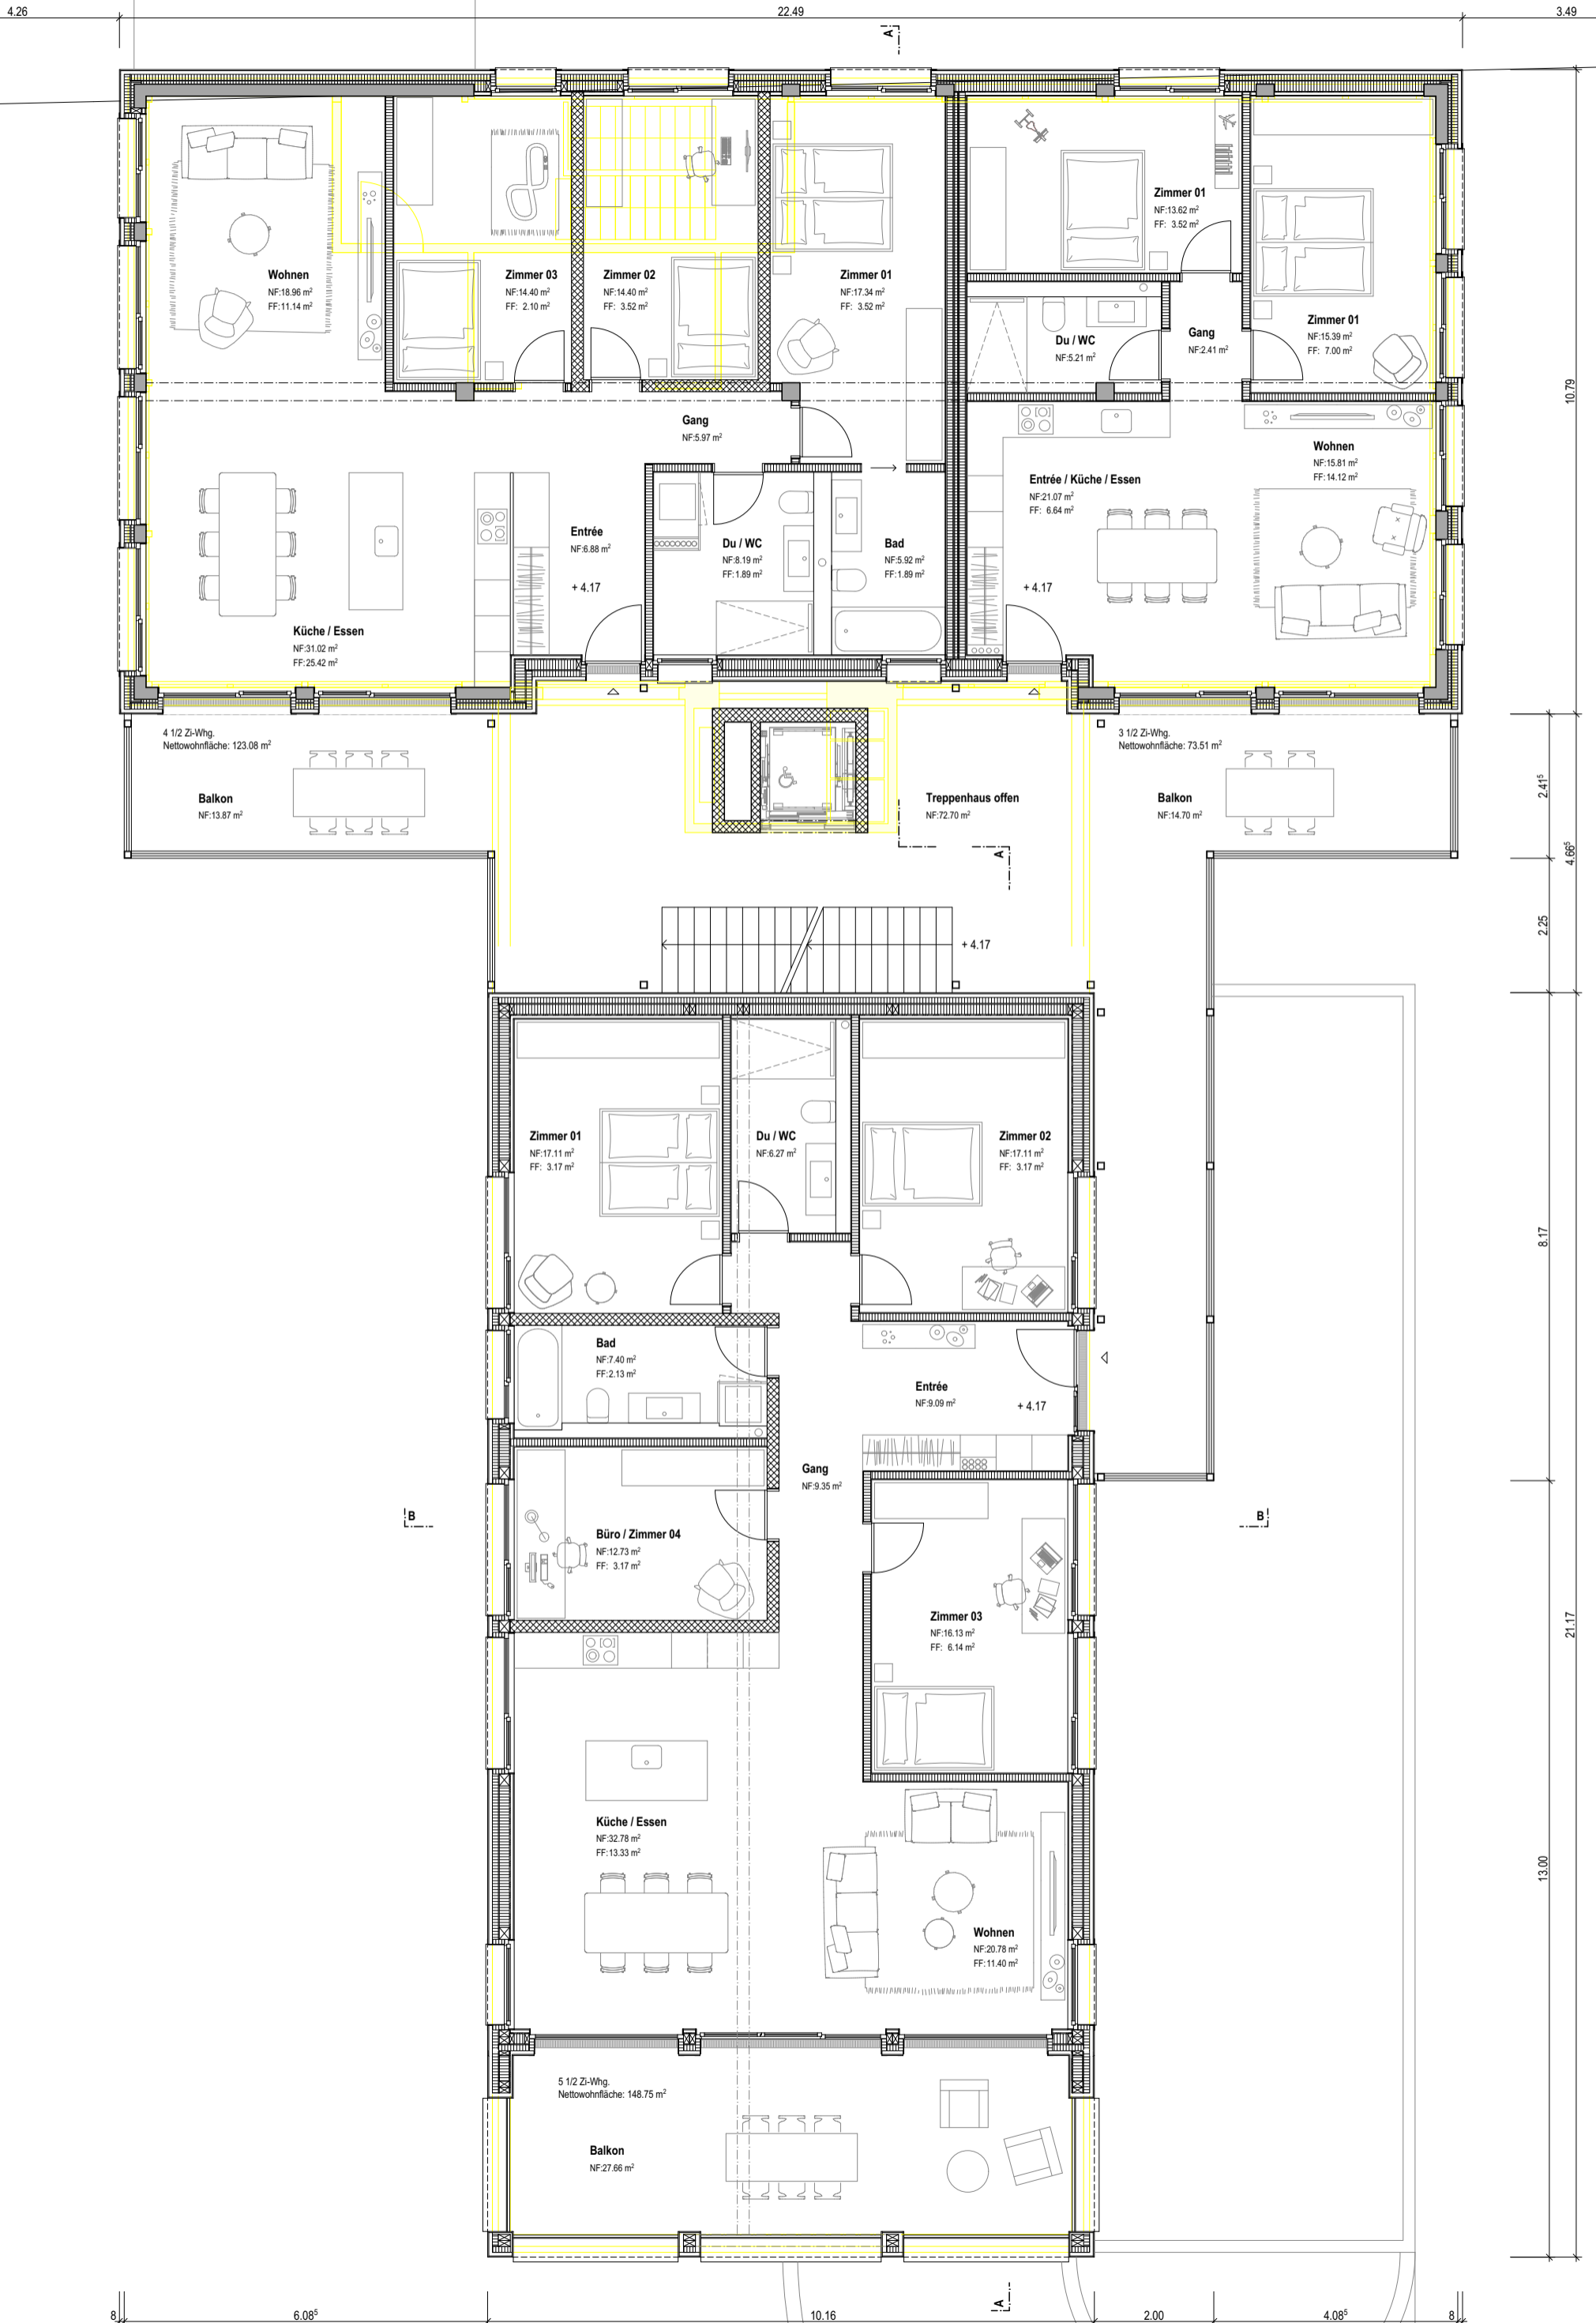 4.26
22.49
3.49
A
Wohnen
NF:18.96 m²
FF:11.14 m²
Zimmer 03
NF:14.40 m²
FF: 2.10 m²
Zimmer 02
NF:14.40 m²
FF: 3.52 m²
Zimmer 01
NF:17.34 m²
FF: 3.52 m²
Zimmer 01
NF:13.62 m²
FF: 3.52 m²
Zimmer 01
NF:15.39 m²
FF: 7.00 m²
Du / WC
NF:5.21 m²
Gang
NF:2.41 m²
10.79
Gang
NF:5.97 m²
Wohnen
NF:15.81 m²
FF:14.12 m²
Entrée / Küche / Essen
NF:21.07 m²
FF: 6.64 m²
Entrée
NF:6.88 m²
+ 4.17
Du / WC
NF:8.19 m²
FF:1.89 m²
Bad
NF:5.92 m²
FF:1.89 m²
+ 4.17
Küche / Essen
NF:31.02 m²
FF:25.42 m²
4 1/2 Zi-Whg.
Nettowohnfläche: 123.08 m²
3 1/2 Zi-Whg.
Nettowohnfläche: 73.51 m²
Balkon
NF:13.87 m²
Treppenhaus offen
NF:72.70 m²
Balkon
NF:14.70 m²
2.41⁵
4.66⁵
A
2.25
+ 4.17
Zimmer 01
NF:17.11 m²
FF: 3.17 m²
Du / WC
NF:6.27 m²
Zimmer 02
NF:17.11 m²
FF: 3.17 m²
8.17
Bad
NF:7.40 m²
FF:2.13 m²
Entrée
NF:9.09 m²
+ 4.17
Gang
NF:9.35 m²
B
B
Büro / Zimmer 04
NF:12.73 m²
FF: 3.17 m²
Zimmer 03
NF:16.13 m²
FF: 6.14 m²
21.17
Küche / Essen
NF:32.78 m²
FF:13.33 m²
13.00
Wohnen
NF:20.78 m²
FF:11.40 m²
5 1/2 Zi-Whg.
Nettowohnfläche: 148.75 m²
Balkon
NF:27.66 m²
A
8
6.08⁵
10.16
2.00
4.08⁵
8